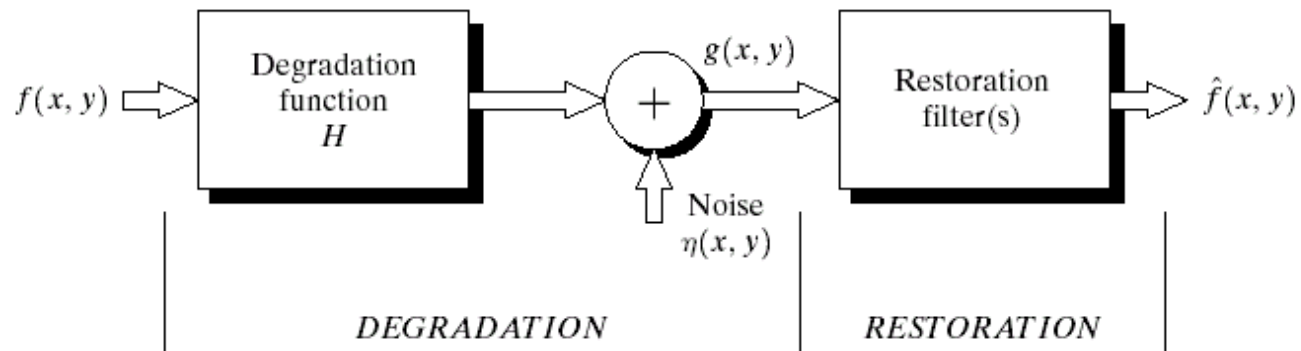 f(x, y)
Degradation
function
H
+
g(x, y)
Noise
η(x, y)
Restoration
filter(s)
f̂(x, y)
DEGRADATION
RESTORATION